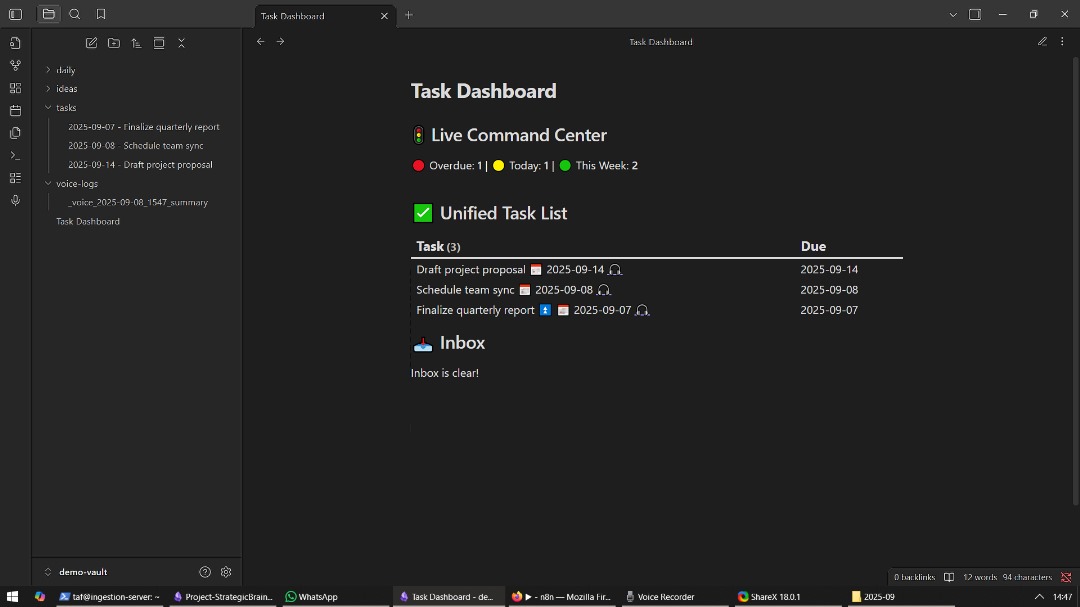 Task Dashboard
Task Dashboard
daily
ideas
tasks
2025-09-07 - Finalize quarterly report
2025-09-08 - Schedule team sync
2025-09-14 - Draft project proposal
voice-logs
_voice_2025-09-08_1547_summary
Task Dashboard
Task Dashboard
Live Command Center
Overdue: 1 | Today: 1 | This Week: 2
Unified Task List
Task (3) Due
Draft project proposal 2025-09-14 2025-09-14
Schedule team sync 2025-09-08 2025-09-08
Finalize quarterly report 2025-09-07 2025-09-07
Inbox
Inbox is clear!
demo-vault
0 backlinks 12 words 94 characters
taf@ingestion-server: ~ Project-StrategicBrain... WhatsApp Task Dashboard - de... - n8n — Mozilla Fir... Voice Recorder ShareX 18.0.1 2025-09 14:47